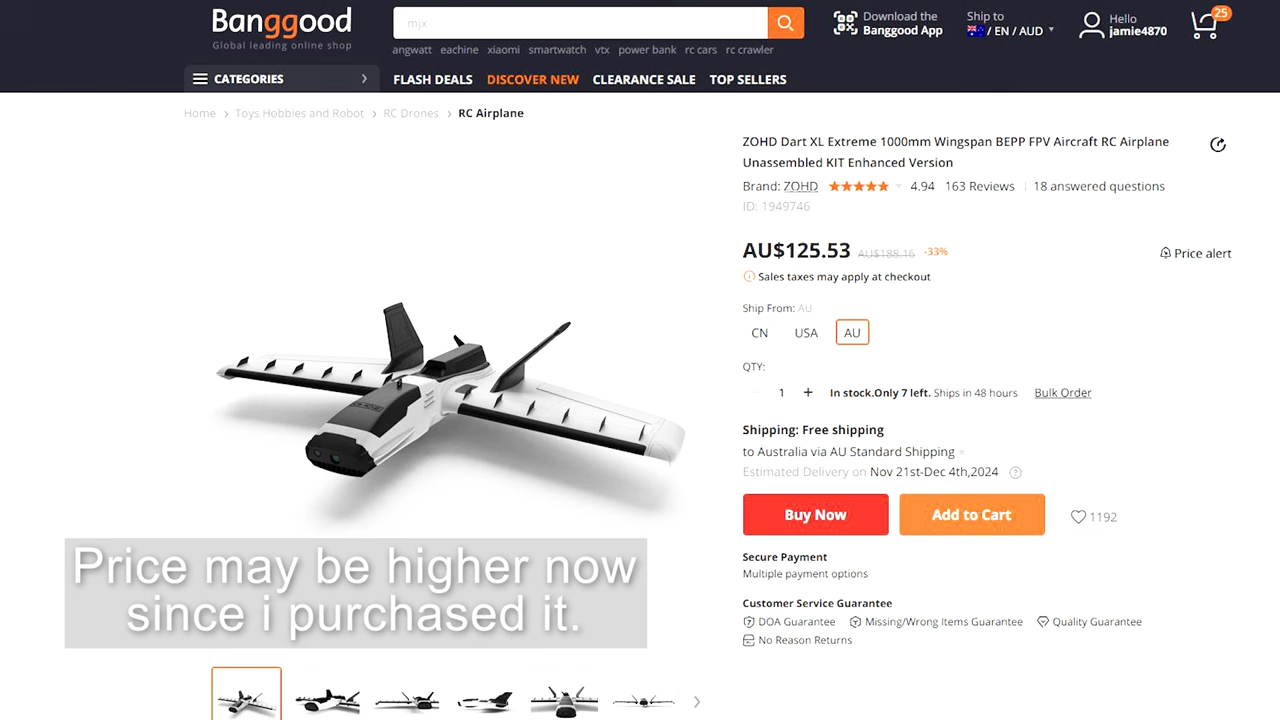 Banggood
Global leading online shop
mjx
angwatt eachine xiaomi smartwatch vtx power bank rc cars rc crawler
Download the
Banggood App
Ship to
/ EN / AUD
Hello
jamie4870
25
CATEGORIES
FLASH DEALS DISCOVER NEW CLEARANCE SALE TOP SELLERS
Home > Toys Hobbies and Robot > RC Drones > RC Airplane
ZOHD Dart XL Extreme 1000mm Wingspan BEPP FPV Aircraft RC Airplane
Unassembled KIT Enhanced Version
Brand: ZOHD 4.94 163 Reviews 18 answered questions
ID: 1949746
AU$125.53 AU$188.16 -33%
Price alert
Sales taxes may apply at checkout
Ship From: AU
CN USA AU
QTY:
1 + In stock.Only 7 left. Ships in 48 hours Bulk Order
Shipping: Free shipping
to Australia via AU Standard Shipping
Estimated Delivery on Nov 21st-Dec 4th,2024
Buy Now Add to Cart 1192
Secure Payment
Multiple payment options
Customer Service Guarantee
DOA Guarantee Missing/Wrong Items Guarantee Quality Guarantee
No Reason Returns
Price may be higher now
since i purchased it.